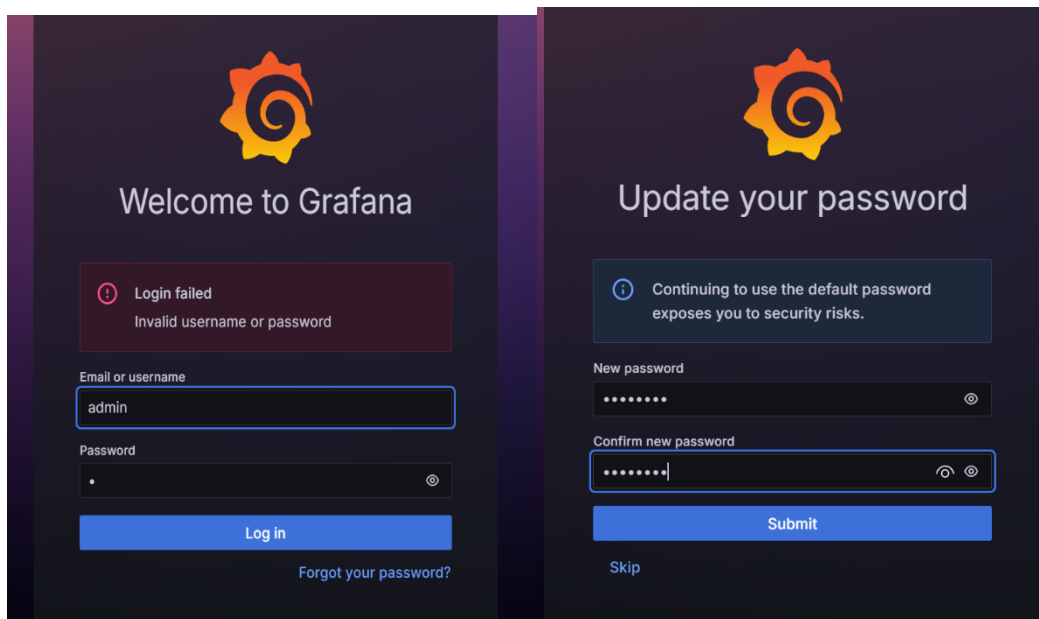 Welcome to Grafana
Login failed
Invalid username or password
Email or username
admin
Password
•
Log in
Forgot your password?
Update your password
Continuing to use the default password
exposes you to security risks.
New password
••••••••
Confirm new password
••••••••
Submit
Skip